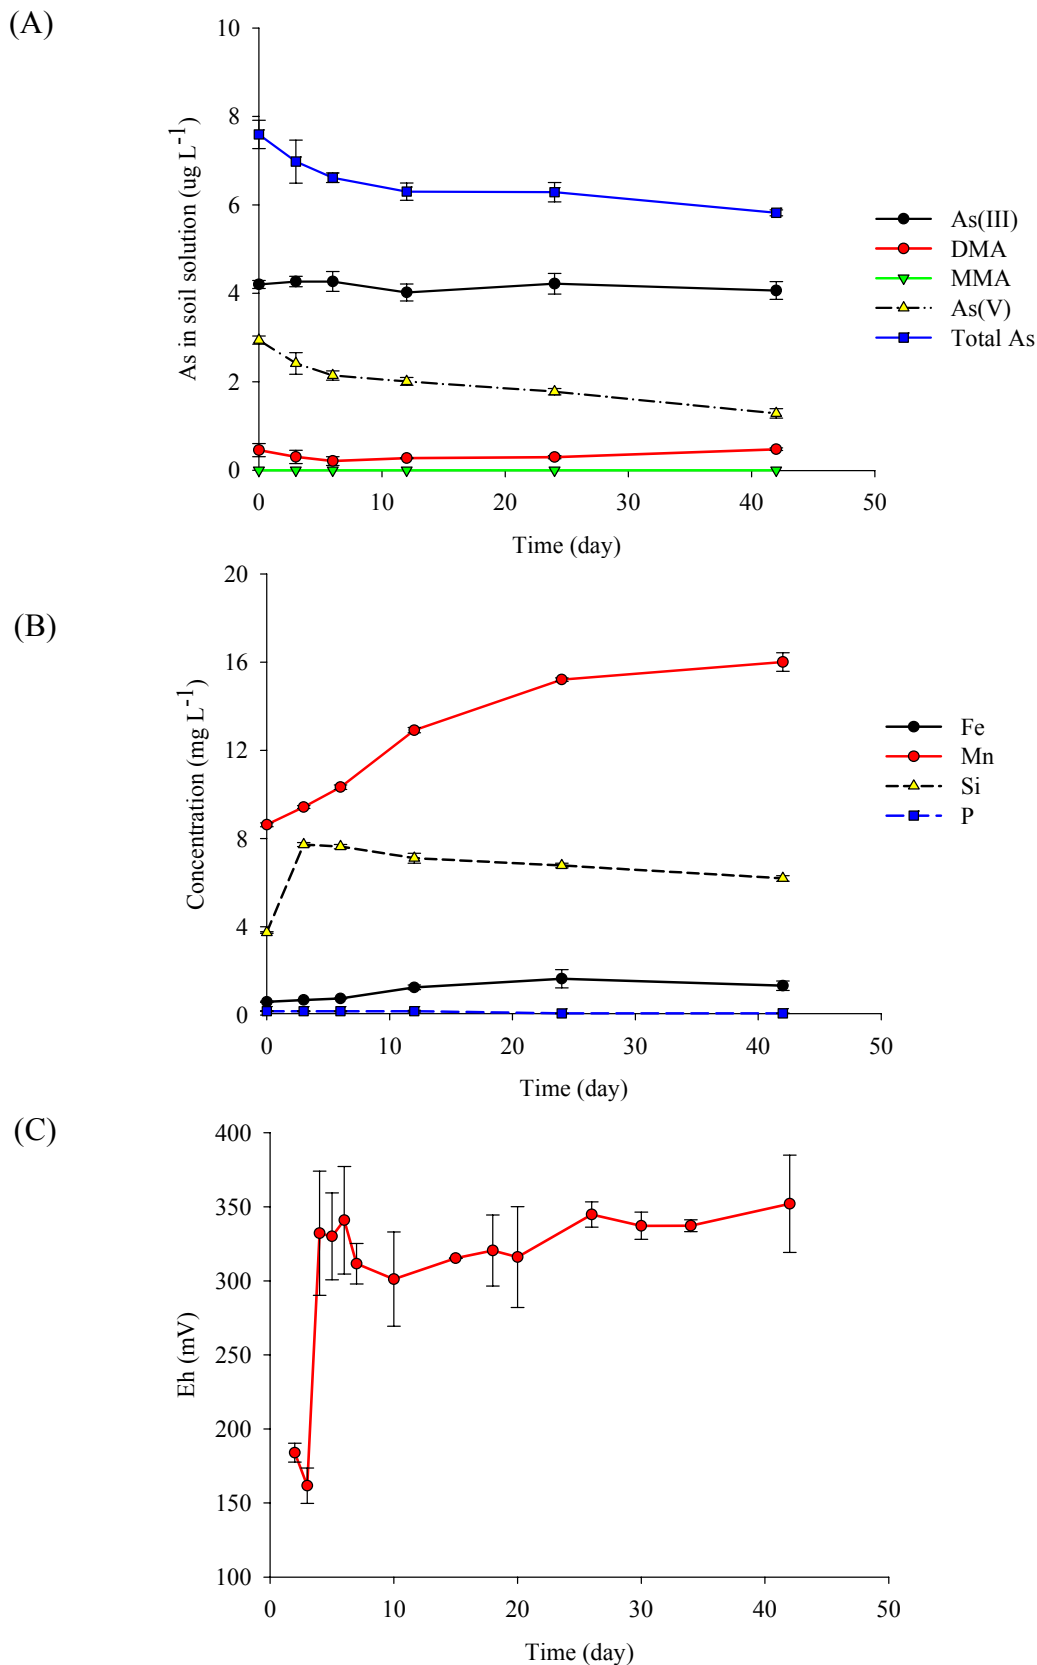 (A)
10
8
6
4
2
0
As in soil solution (ug L-1)
0 10 20 30 40 50
Time (day)
As(III)
DMA
MMA
As(V)
Total As
(B)
20
16
12
8
4
0
Concentration (mg L-1)
0 10 20 30 40 50
Time (day)
Fe
Mn
Si
P
(C)
400
350
300
250
200
150
100
Eh (mV)
0 10 20 30 40 50
Time (day)